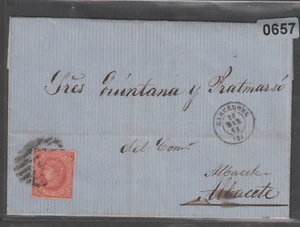 0657
Sres Quintana y Pratmarsó
BARCELONA
del Com.º
Albacete
Albacete